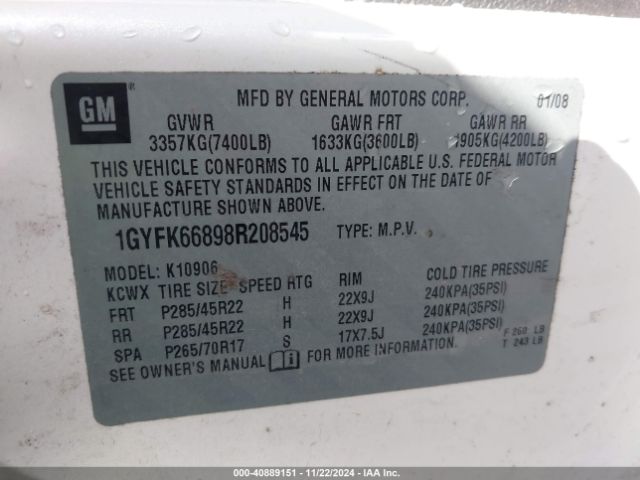 GM ®
MFD BY GENERAL MOTORS CORP. 01/08
GVWR GAWR FRT GAWR RR
3357KG(7400LB) 1633KG(3600LB) 1905KG(4200LB)
THIS VEHICLE CONFORMS TO ALL APPLICABLE U.S. FEDERAL MOTOR
VEHICLE SAFETY STANDARDS IN EFFECT ON THE DATE OF
MANUFACTURE SHOWN ABOVE.
1GYFK66898R208545 TYPE: M.P.V.
MODEL: K10906
KCWX TIRE SIZE SPEED RTG RIM COLD TIRE PRESSURE
FRT P285/45R22 H 22X9J 240KPA(35PSI)
RR P285/45R22 H 22X9J 240KPA(35PSI)
SPA P265/70R17 S 17X7.5J 240KPA(35PSI)
SEE OWNER'S MANUAL FOR MORE INFORMATION.
F 260 LB
T 243 LB
000-40889151 - 11/22/2024 - IAA Inc.